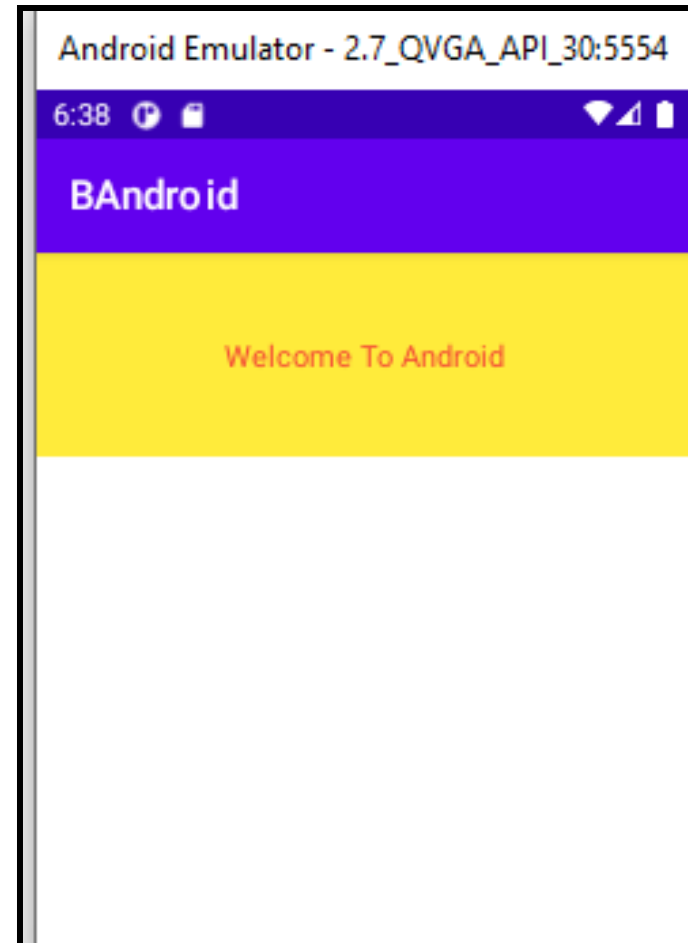 Android Emulator - 2.7_QVGA_API_30:5554
6:38
BAndroid
Welcome To Android